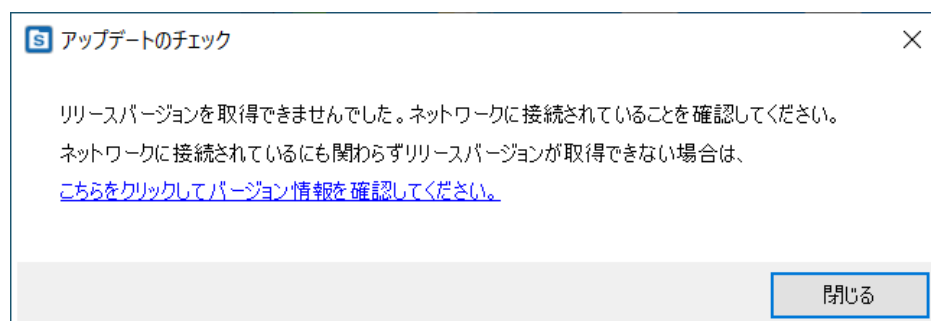 S アップデートのチェック
リリースバージョンを取得できませんでした。ネットワークに接続されていることを確認してください。
ネットワークに接続されているにも関わらずリリースバージョンが取得できない場合は、
こちらをクリックしてバージョン情報を確認してください。
閉じる